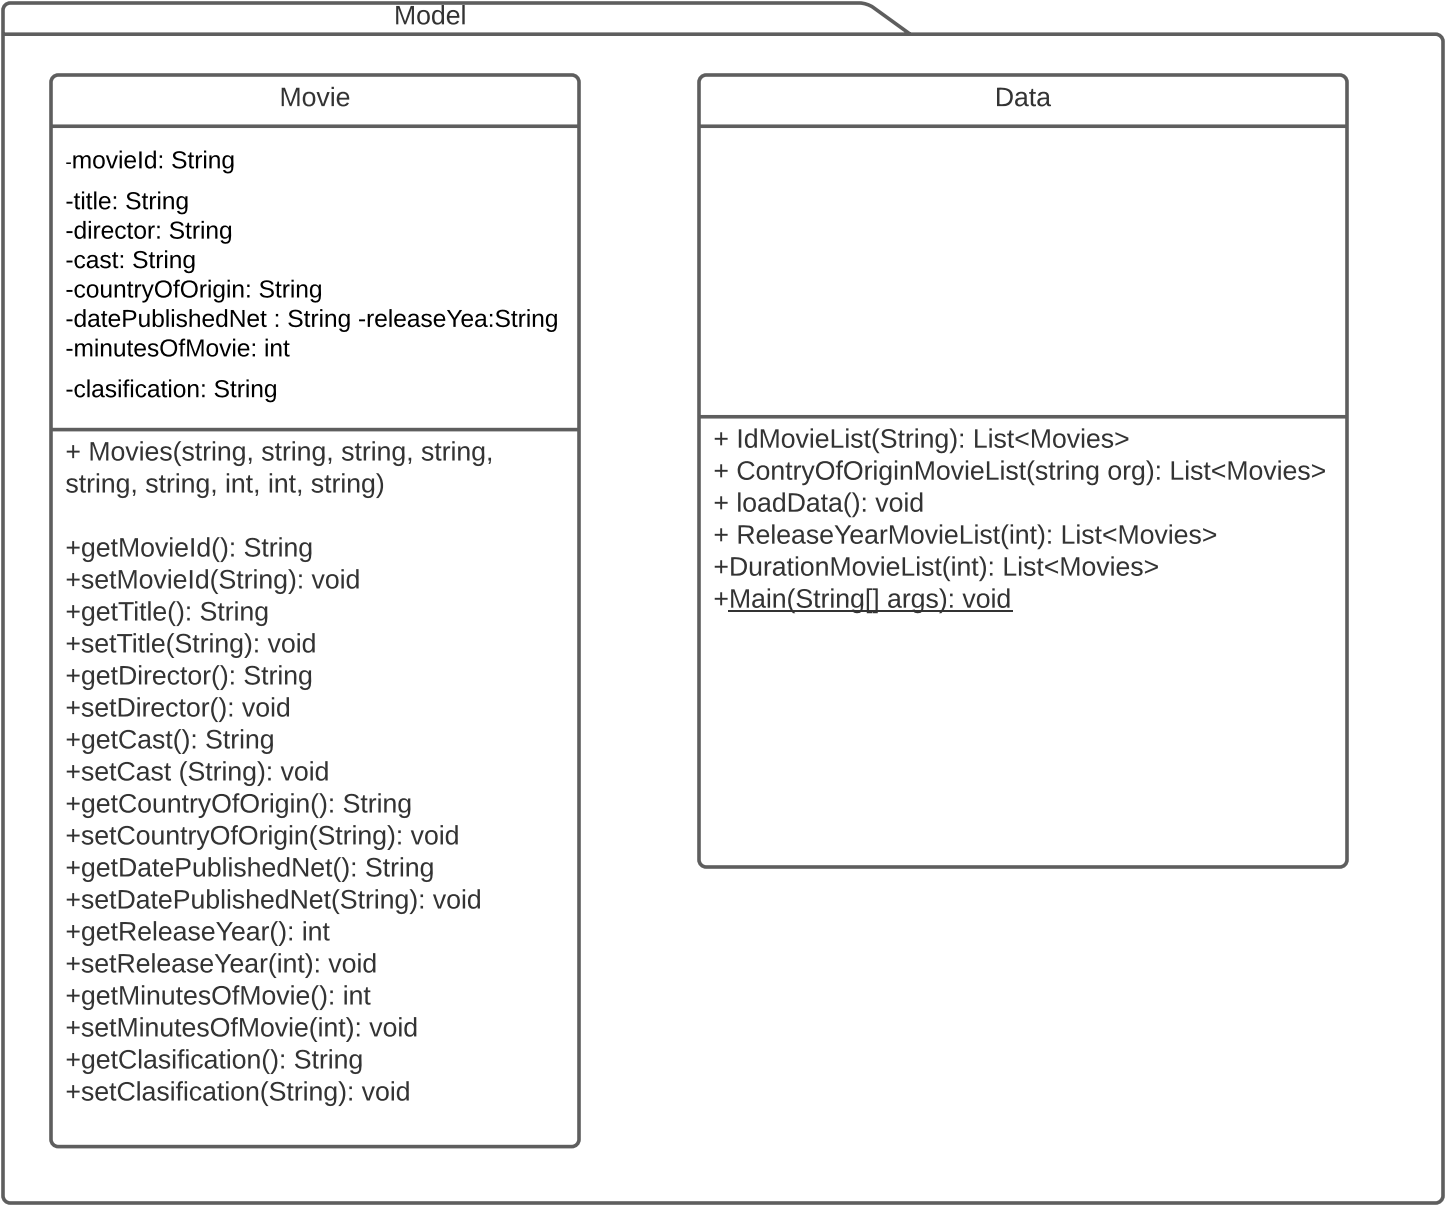 Model
Movie
-movieId: String
-title: String
-director: String
-cast: String
-countryOfOrigin: String
-datePublishedNet : String -releaseYea:String
-minutesOfMovie: int
-clasification: String
+ Movies(string, string, string, string,
string, string, int, int, string)
+getMovieId(): String
+setMovieId(String): void
+getTitle(): String
+setTitle(String): void
+getDirector(): String
+setDirector(): void
+getCast(): String
+setCast (String): void
+getCountryOfOrigin(): String
+setCountryOfOrigin(String): void
+getDatePublishedNet(): String
+setDatePublishedNet(String): void
+getReleaseYear(): int
+setReleaseYear(int): void
+getMinutesOfMovie(): int
+setMinutesOfMovie(int): void
+getClasification(): String
+setClasification(String): void
Data
+ IdMovieList(String): List<Movies>
+ ContryOfOriginMovieList(string org): List<Movies>
+ loadData(): void
+ ReleaseYearMovieList(int): List<Movies>
+DurationMovieList(int): List<Movies>
+Main(String[] args): void